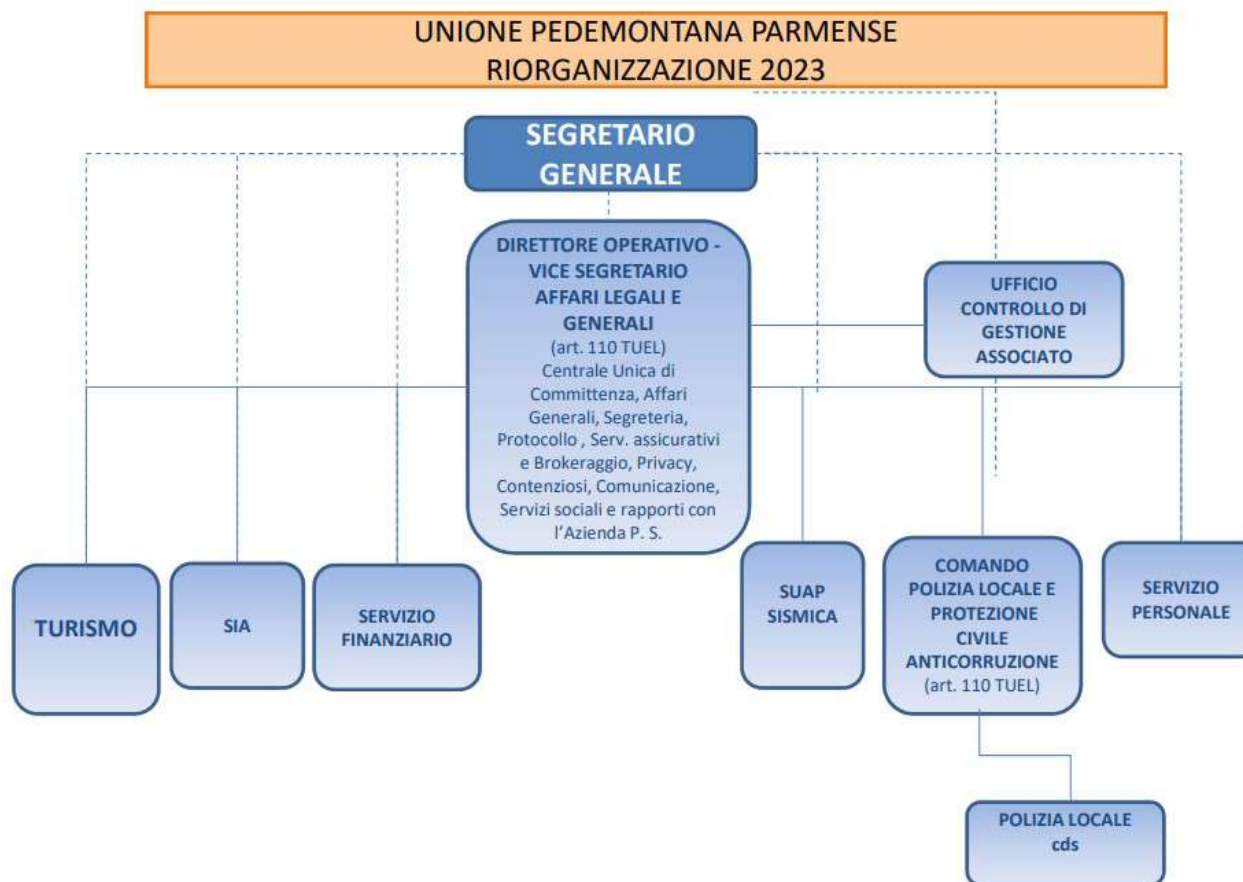 UNIONE PEDEMONTANA PARMENSE
RIORGANIZZAZIONE 2023
SEGRETARIO
GENERALE
DIRETTORE OPERATIVO -
VICE SEGRETARIO
AFFARI LEGALI E
GENERALI
(art. 110 TUEL)
Centrale Unica di
Committenza, Affari
Generali, Segreteria,
Protocollo , Serv. assicurativi
e Brokeraggio, Privacy,
Contenziosi, Comunicazione,
Servizi sociali e rapporti con
l'Azienda P. S.
UFFICIO
CONTROLLO DI
GESTIONE
ASSOCIATO
TURISMO
SIA
SERVIZIO
FINANZIARIO
SUAP
SISMICA
COMANDO
POLIZIA LOCALE E
PROTEZIONE
CIVILE
ANTICORRUZIONE
(art. 110 TUEL)
SERVIZIO
PERSONALE
POLIZIA LOCALE
cds